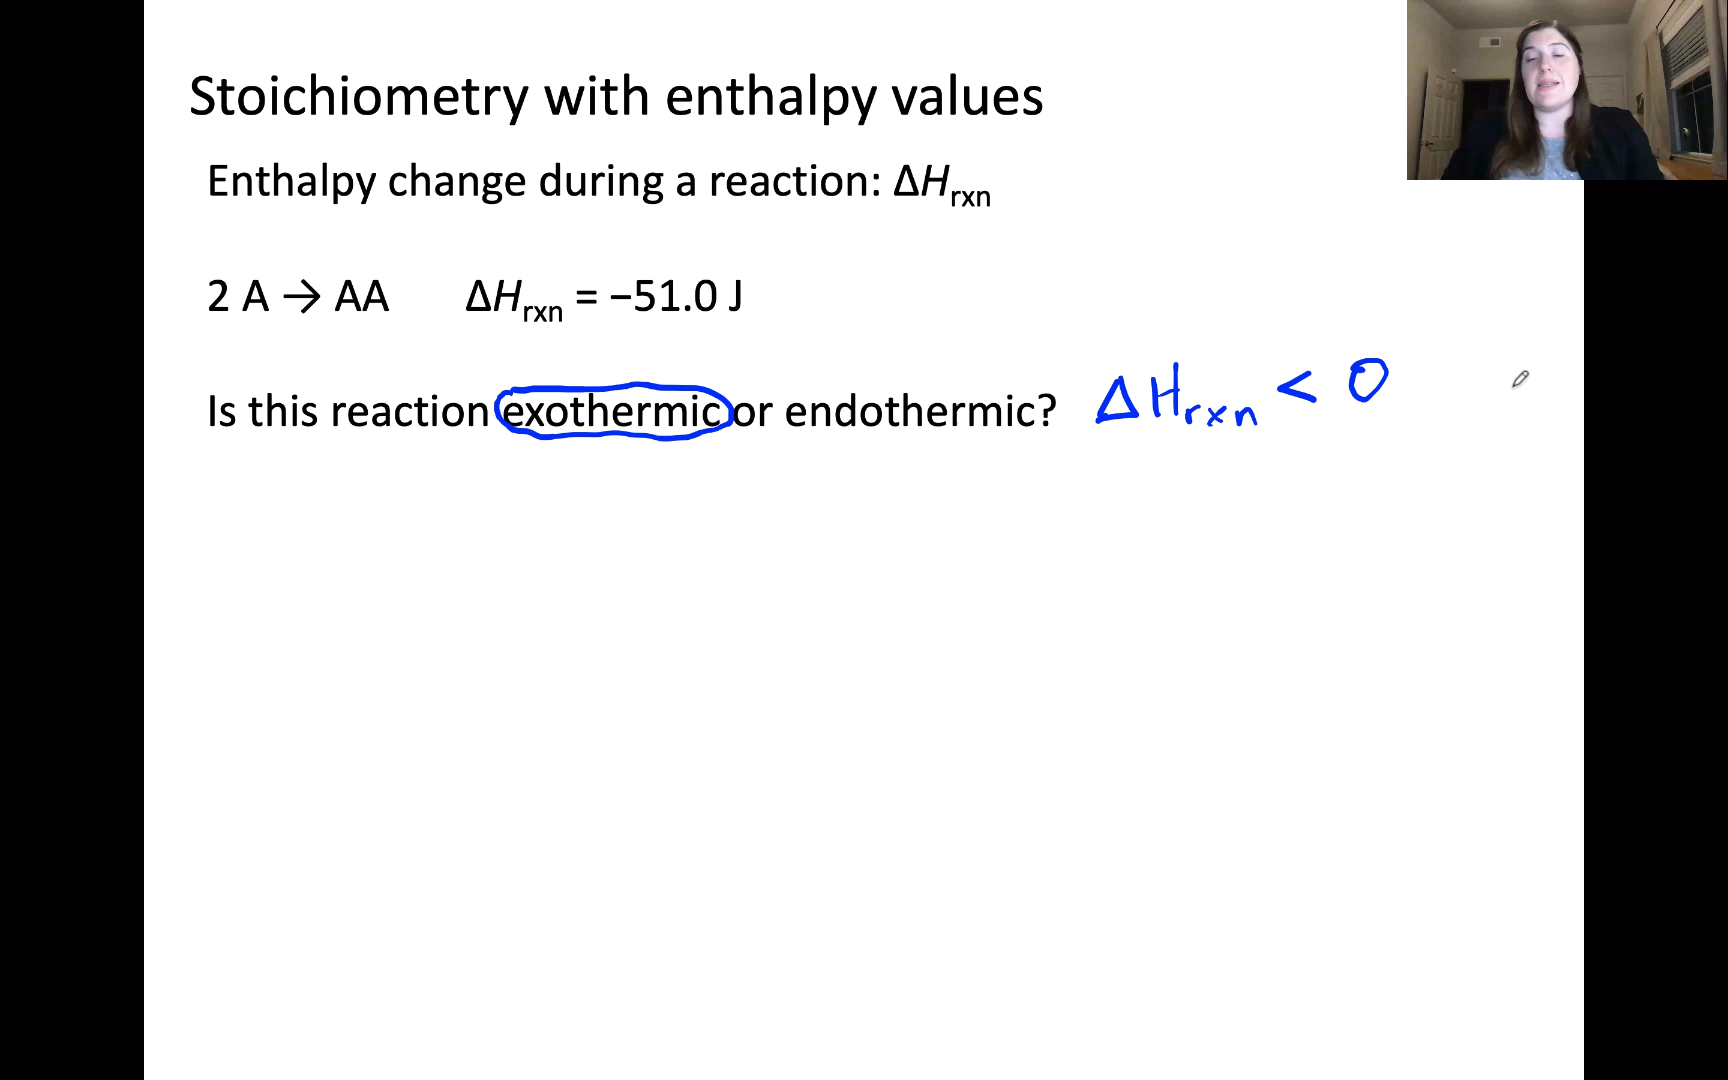 Stoichiometry with enthalpy values
Enthalpy change during a reaction: ΔHrxn
2 A → AA ΔHrxn = −51.0 J
Is this reaction exothermic or endothermic? ΔHrxn < 0